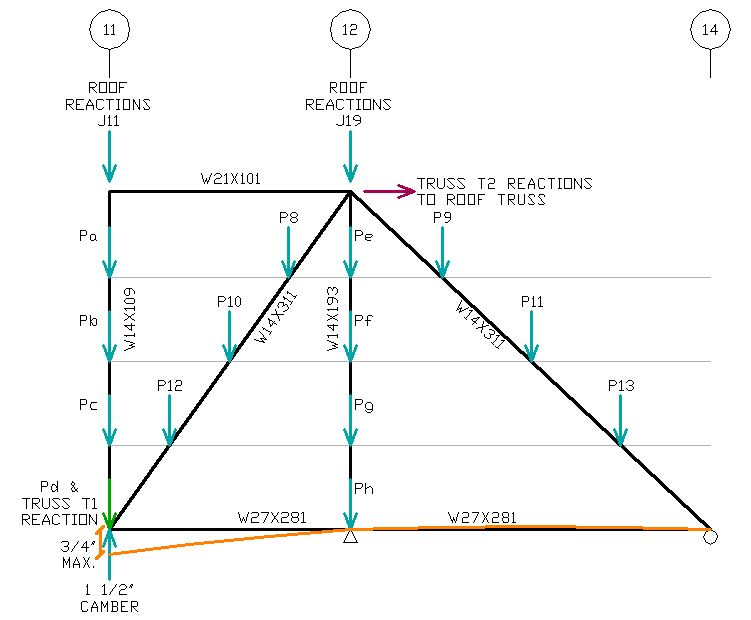 11
12
14
ROOF
REACTIONS
J11
ROOF
REACTIONS
J19
W21X101
TRUSS T2 REACTIONS
TO ROOF TRUSS
P8
P9
Pa
Pe
W14X109
W14X311
W14X193
W14X311
P10
P11
Pb
Pf
P12
P13
Pc
Pg
Pd &
TRUSS T1
REACTION
Ph
W27X281
W27X281
3/4"
MAX.
1 1/2"
CAMBER